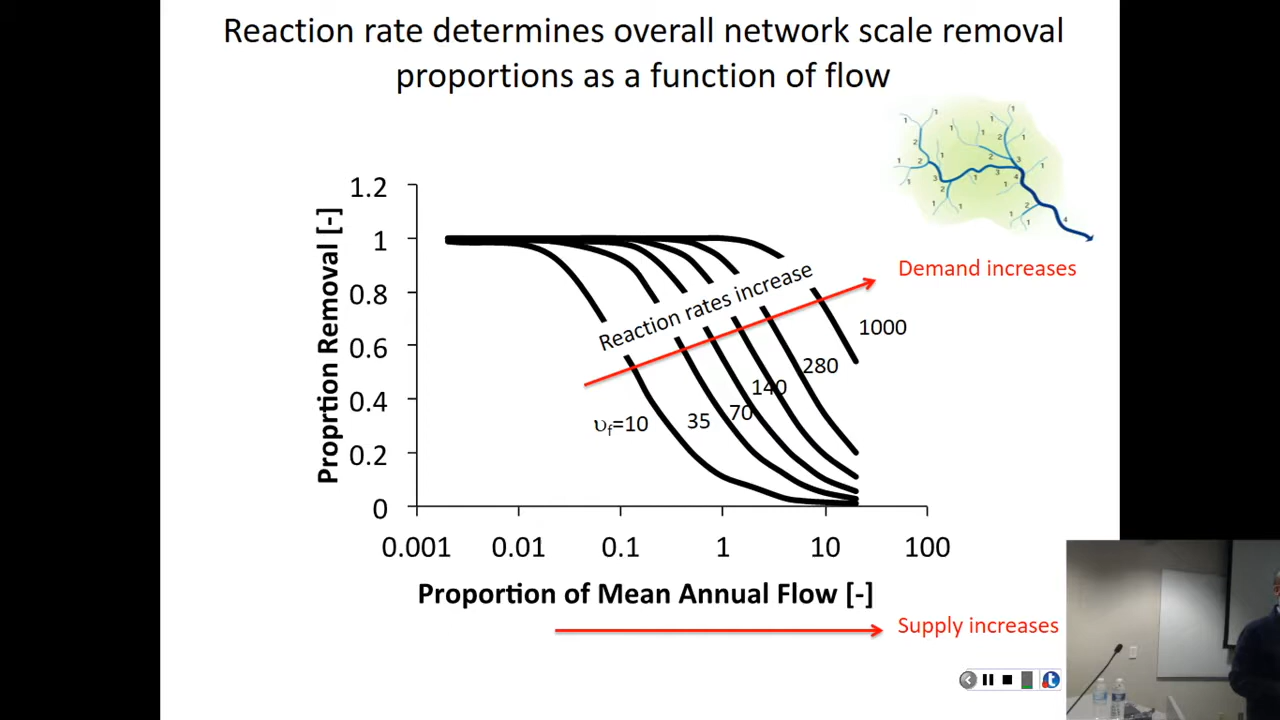 Reaction rate determines overall network scale removal
proportions as a function of flow
1.2
1
0.8
0.6
0.4
0.2
0
Proprtion Removal [-]
0.001 0.01 0.1 1 10 100
Proportion of Mean Annual Flow [-]
Reaction rates increase
υf=10
35
70
140
280
1000
Demand increases
Supply increases